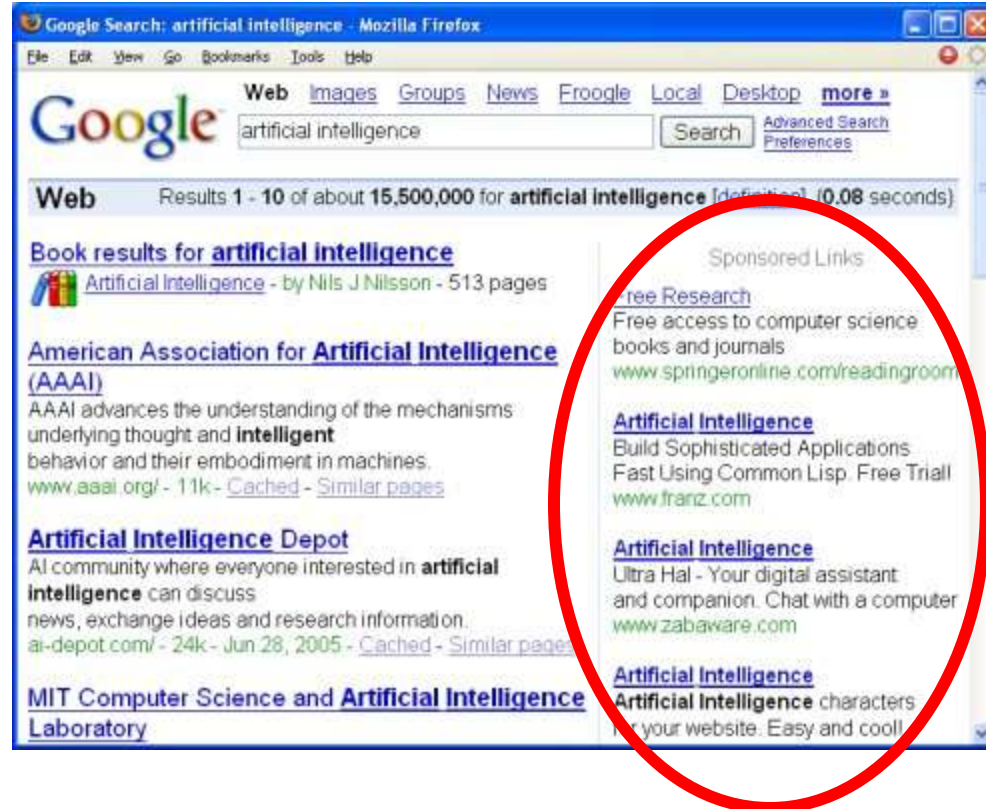 Google Search: artificial intelligence - Mozilla Firefox
File Edit View Go Bookmarks Tools Help
Google
Web Images Groups News Froogle Local Desktop more »
artificial intelligence
Search
Advanced Search
Preferences
Web Results 1 - 10 of about 15,500,000 for artificial intelligence [definition]. (0.08 seconds)
Book results for artificial intelligence
Artificial Intelligence - by Nils J Nilsson - 513 pages
American Association for Artificial Intelligence
(AAAI)
AAAI advances the understanding of the mechanisms
underlying thought and intelligent
behavior and their embodiment in machines.
www.aaai.org/ - 11k - Cached - Similar pages
Artificial Intelligence Depot
AI community where everyone interested in artificial
intelligence can discuss
news, exchange ideas and research information.
ai-depot.com/ - 24k - Jun 28, 2005 - Cached - Similar pages
MIT Computer Science and Artificial Intelligence
Laboratory
Sponsored Links
Free Research
Free access to computer science
books and journals
www.springeronline.com/readingroom
Artificial Intelligence
Build Sophisticated Applications
Fast Using Common Lisp. Free Trial!
www.franz.com
Artificial Intelligence
Ultra Hal - Your digital assistant
and companion. Chat with a computer
www.zabaware.com
Artificial Intelligence
Artificial Intelligence characters
for your website. Easy and cool!